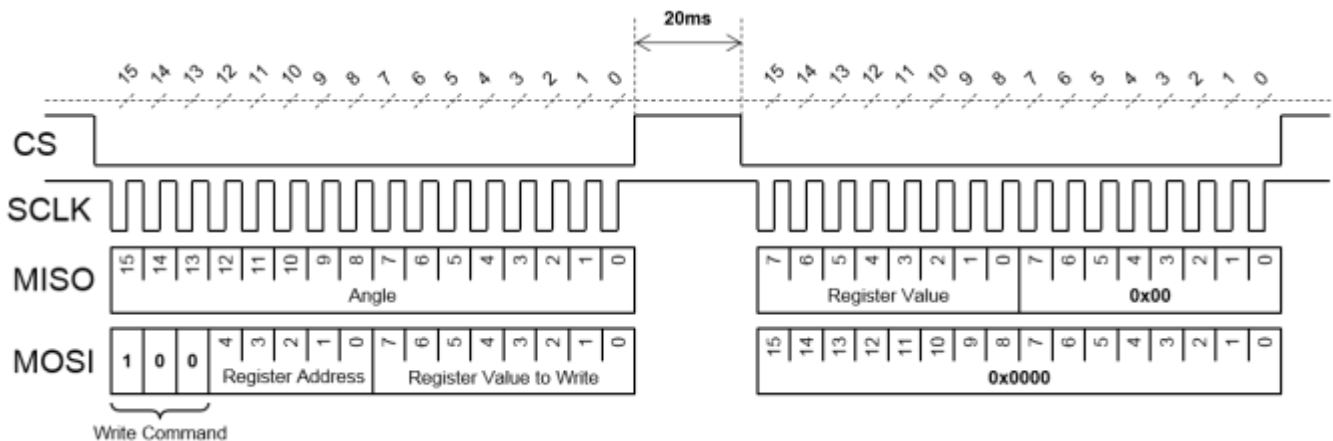 20ms
15 14 13 12 11 10 9 8 7 6 5 4 3 2 1 0 15 14 13 12 11 10 9 8 7 6 5 4 3 2 1 0
CS
SCLK
MISO 15 14 13 12 11 10 9 8 7 6 5 4 3 2 1 0 7 6 5 4 3 2 1 0 7 6 5 4 3 2 1 0
Angle Register Value 0x00
MOSI 1 0 0 4 3 2 1 0 7 6 5 4 3 2 1 0 15 14 13 12 11 10 9 8 7 6 5 4 3 2 1 0
Register Address Register Value to Write 0x0000
Write Command